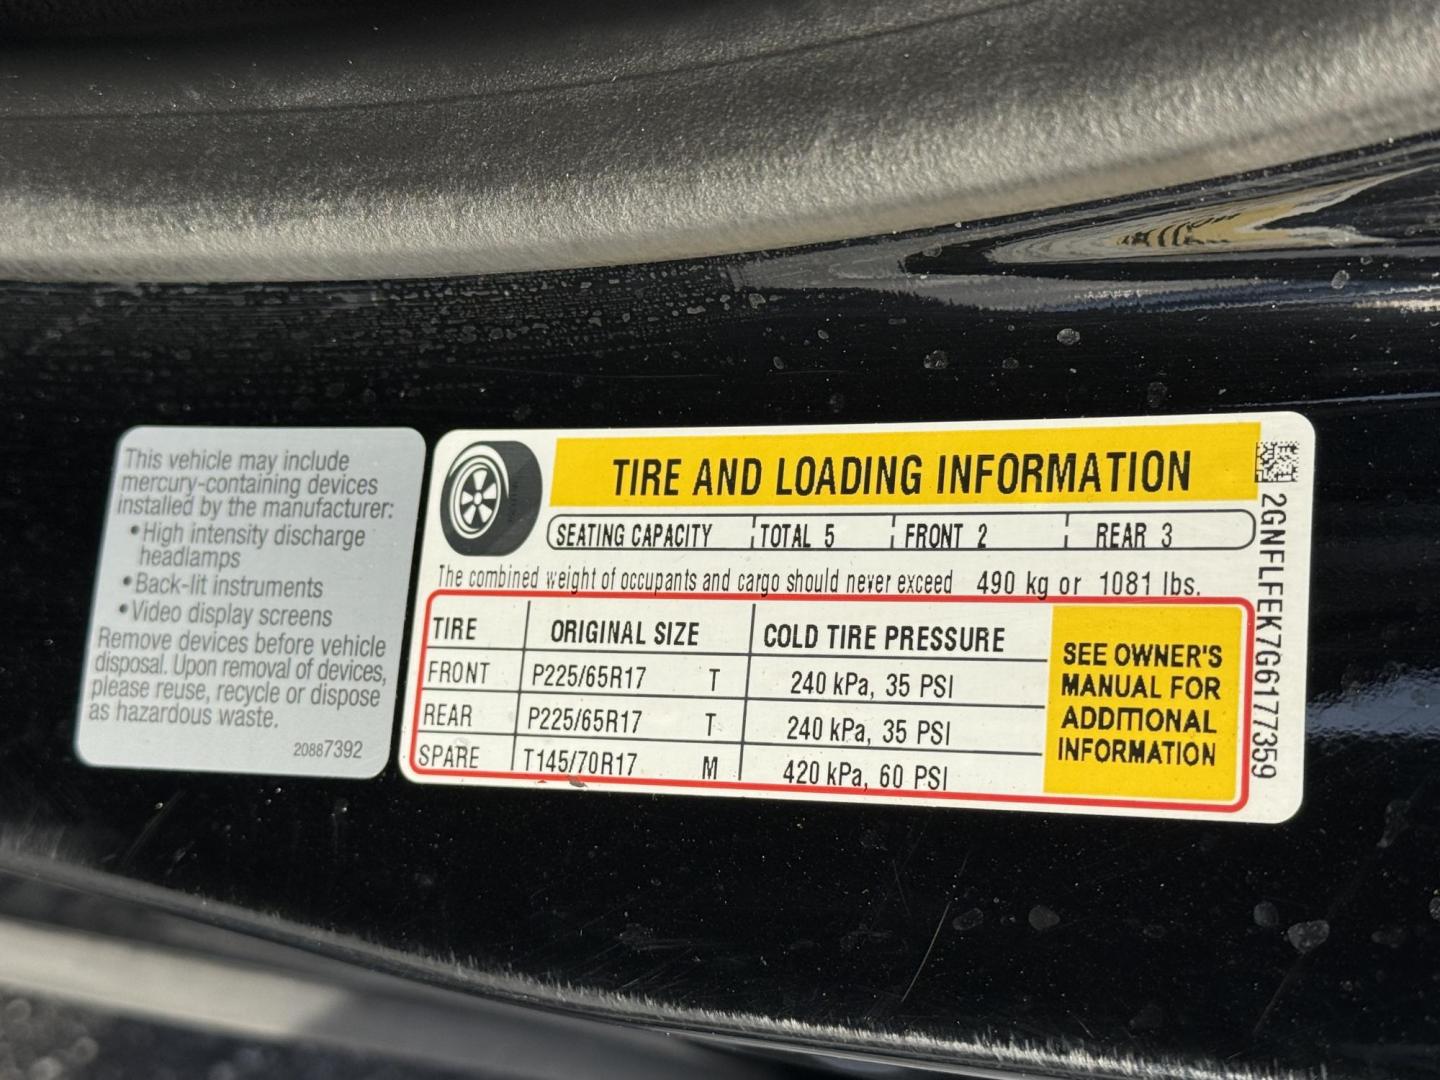 This vehicle may include
mercury-containing devices
installed by the manufacturer:
•High intensity discharge
headlamps
•Back-lit instruments
•Video display screens
Remove devices before vehicle
disposal. Upon removal of devices,
please reuse, recycle or dispose
as hazardous waste.
20887392
TIRE AND LOADING INFORMATION
SEATING CAPACITY TOTAL 5 FRONT 2 REAR 3
The combined weight of occupants and cargo should never exceed 490 kg or 1081 lbs.
TIRE ORIGINAL SIZE COLD TIRE PRESSURE
FRONT P225/65R17 T 240 kPa, 35 PSI
REAR P225/65R17 T 240 kPa, 35 PSI
SPARE T145/70R17 M 420 kPa, 60 PSI
SEE OWNER'S
MANUAL FOR
ADDITIONAL
INFORMATION
2GNFLFEK7G6177359